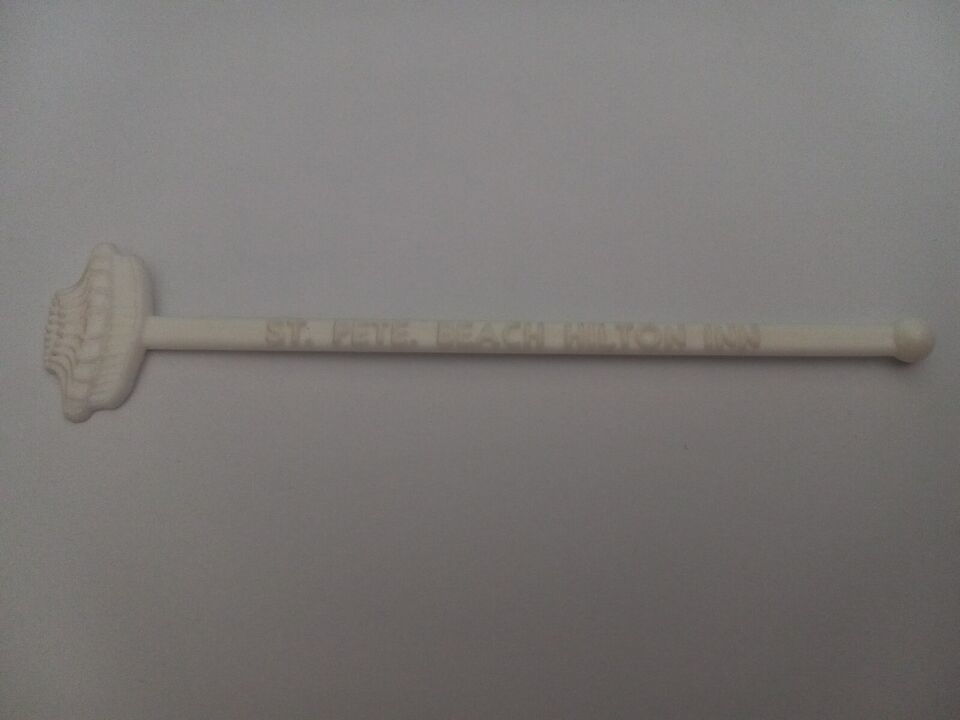 ST. PETE. BEACH HILTON INN